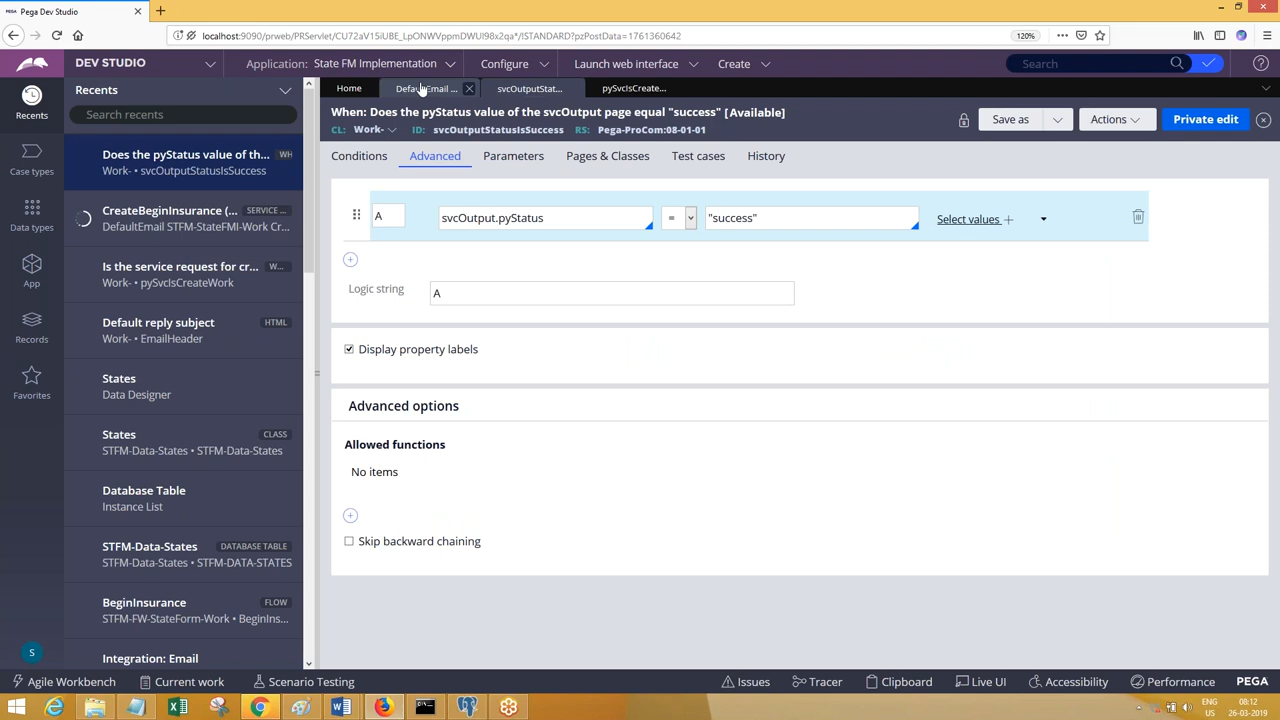 Pega Dev Studio
localhost:9090/prweb/PRServlet/CU72aV15iUBE_LpONWVppmDWUI98x2qa*/!STANDARD?pzPostData=1761360642
120%
PEGA
DEV STUDIO
Application: State FM Implementation
Configure
Launch web interface
Create
Search
Recents
Home
Defau Email ...
svcOutputStat...
pySvcIsCreate...
Recents
Search recents
When: Does the pyStatus value of the svcOutput page equal "success" [Available]
CL: Work-
ID: svcOutputStatusIsSuccess
RS: Pega-ProCom:08-01-01
Save as
Actions
Private edit
Case types
Data types
App
Records
Favorites
S
Does the pyStatus value of th... WH
Work- • svcOutputStatusIsSuccess
CreateBeginInsurance (... SERVICE ...
DefaultEmail STFM-StateFMI-Work Cr...
Is the service request for cr... W...
Work- • pySvcIsCreateWork
Default reply subject HTML
Work- • EmailHeader
States
Data Designer
States CLASS
STFM-Data-States • STFM-Data-States
Database Table
Instance List
STFM-Data-States DATABASE TABLE
STFM-Data-States • STFM-DATA-STATES
BeginInsurance FLOW
STFM-FW-StateForm-Work • BeginIns...
Integration: Email
Conditions
Advanced
Parameters
Pages & Classes
Test cases
History
A
svcOutput.pyStatus
=
"success"
Select values
Logic string
A
Display property labels
Advanced options
Allowed functions
No items
Skip backward chaining
Agile Workbench
Current work
Scenario Testing
Issues
Tracer
Clipboard
Live UI
Accessibility
Performance
PEGA
ENG
US
08:12
26-03-2019